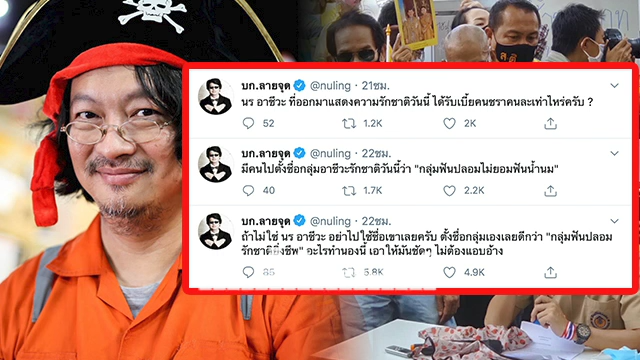 บก.ลายจุด @nuling · 21ชม.
นร อาชีวะ ที่ออกมาแสดงความรักชาติวันนี้ ได้รับเบี้ยคนชราคนละเท่าไหร่ครับ ?
52 1.2K 2K
บก.ลายจุด @nuling · 22ชม.
มีคนไปตั้งชื่อกลุ่มอาชีวะรักชาติวันนี้ว่า "กลุ่มฟันปลอมไม่ยอมฟันน้ำนม"
40 1.7K 2.2K
บก.ลายจุด @nuling · 22ชม.
ถ้าไม่ใช่ นร อาชีวะ อย่าไปใช้ชื่อเขาเลยครับ ตั้งชื่อกลุ่มเองเลยดีกว่า "กลุ่มฟันปลอม
รักชาติยิ่งชีพ" อะไรทำนองนี้ เอาให้มันชัดๆ ไม่ต้องแอบอ้าง
85 5.8K 4.9K